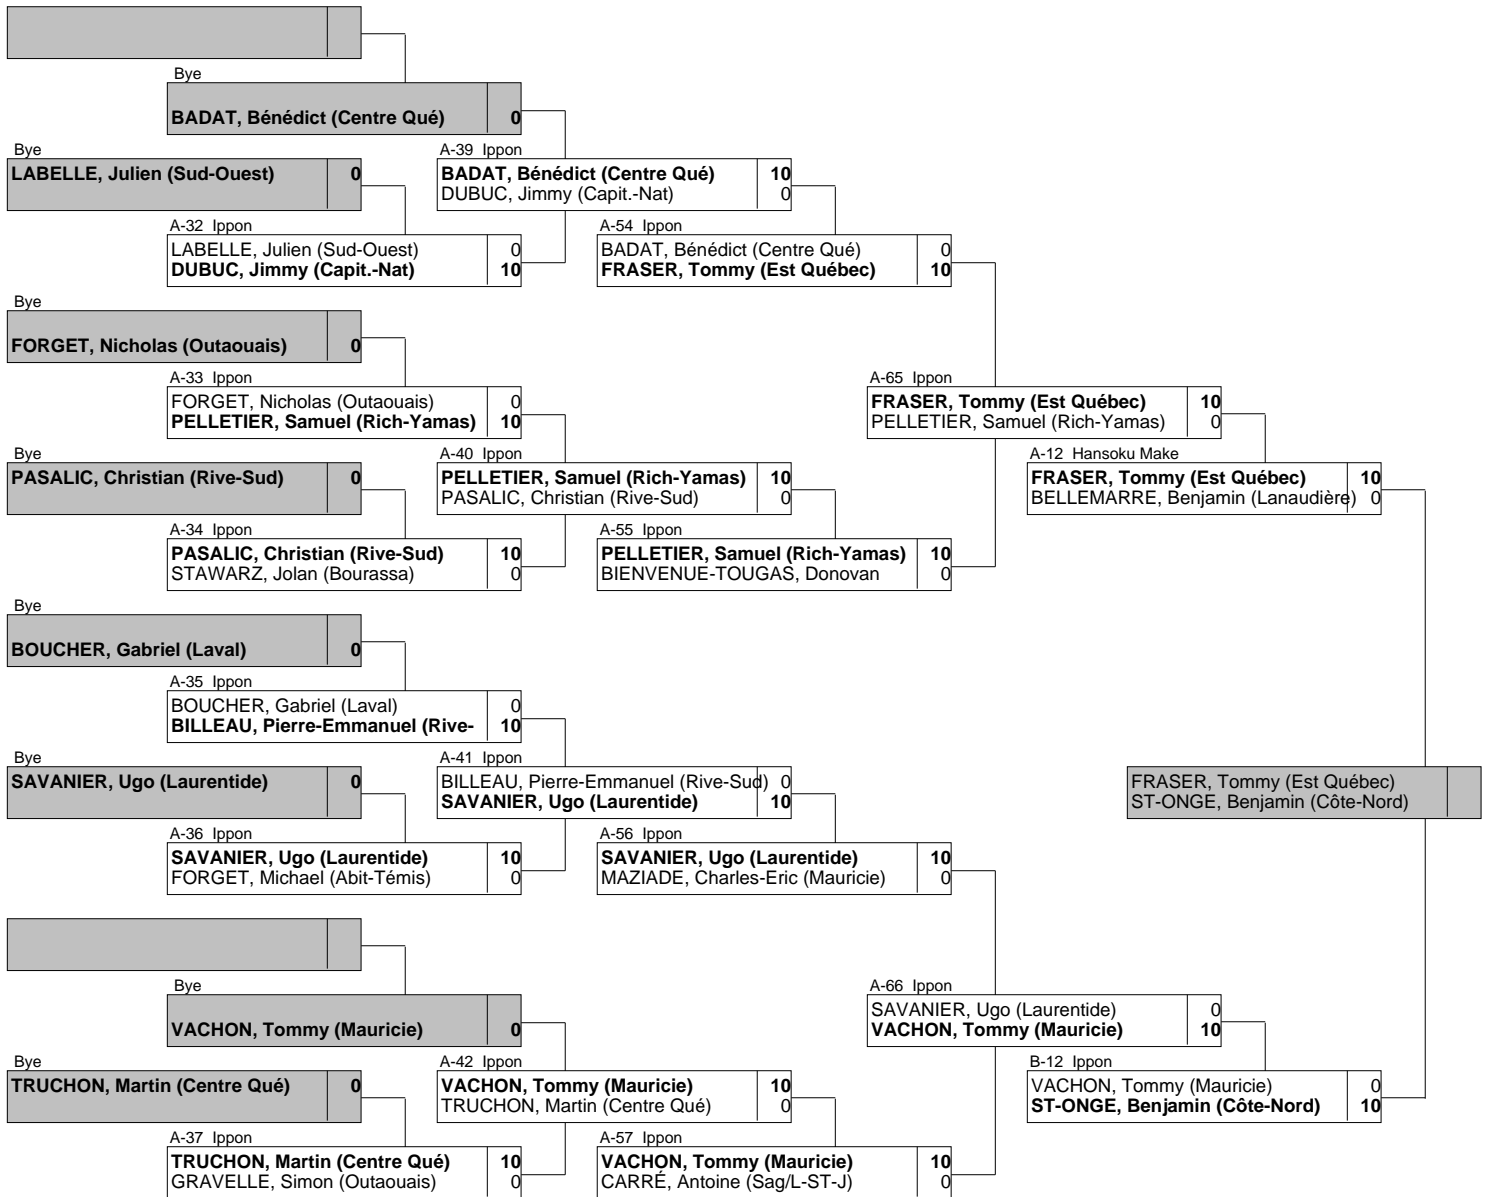 Bye
BADAT, Bénédict (Centre Qué) 0
Bye
LABELLE, Julien (Sud-Ouest) 0
A-39 Ippon
BADAT, Bénédict (Centre Qué) 10
DUBUC, Jimmy (Capit.-Nat) 0
A-32 Ippon
LABELLE, Julien (Sud-Ouest) 0
DUBUC, Jimmy (Capit.-Nat) 10
A-54 Ippon
BADAT, Bénédict (Centre Qué) 0
FRASER, Tommy (Est Québec) 10
Bye
FORGET, Nicholas (Outaouais) 0
A-33 Ippon
FORGET, Nicholas (Outaouais) 0
PELLETIER, Samuel (Rich-Yamas) 10
A-65 Ippon
FRASER, Tommy (Est Québec) 10
PELLETIER, Samuel (Rich-Yamas) 0
Bye
PASALIC, Christian (Rive-Sud) 0
A-40 Ippon
PELLETIER, Samuel (Rich-Yamas) 10
PASALIC, Christian (Rive-Sud) 0
A-12 Hansoku Make
FRASER, Tommy (Est Québec) 10
BELLEMARRE, Benjamin (Lanaudière) 0
A-34 Ippon
PASALIC, Christian (Rive-Sud) 10
STAWARZ, Jolan (Bourassa) 0
A-55 Ippon
PELLETIER, Samuel (Rich-Yamas) 10
BIENVENUE-TOUGAS, Donovan 0
Bye
BOUCHER, Gabriel (Laval) 0
A-35 Ippon
BOUCHER, Gabriel (Laval) 0
BILLEAU, Pierre-Emmanuel (Rive- 10
Bye
SAVANIER, Ugo (Laurentide) 0
A-41 Ippon
BILLEAU, Pierre-Emmanuel (Rive-Sud) 0
SAVANIER, Ugo (Laurentide) 10
FRASER, Tommy (Est Québec)
ST-ONGE, Benjamin (Côte-Nord)
A-36 Ippon
SAVANIER, Ugo (Laurentide) 10
FORGET, Michael (Abit-Témis) 0
A-56 Ippon
SAVANIER, Ugo (Laurentide) 10
MAZIADE, Charles-Eric (Mauricie) 0
Bye
VACHON, Tommy (Mauricie) 0
A-66 Ippon
SAVANIER, Ugo (Laurentide) 0
VACHON, Tommy (Mauricie) 10
Bye
TRUCHON, Martin (Centre Qué) 0
A-42 Ippon
VACHON, Tommy (Mauricie) 10
TRUCHON, Martin (Centre Qué) 0
B-12 Ippon
VACHON, Tommy (Mauricie) 0
ST-ONGE, Benjamin (Côte-Nord) 10
A-37 Ippon
TRUCHON, Martin (Centre Qué) 10
GRAVELLE, Simon (Outaouais) 0
A-57 Ippon
VACHON, Tommy (Mauricie) 10
CARRÉ, Antoine (Sag/L-ST-J) 0